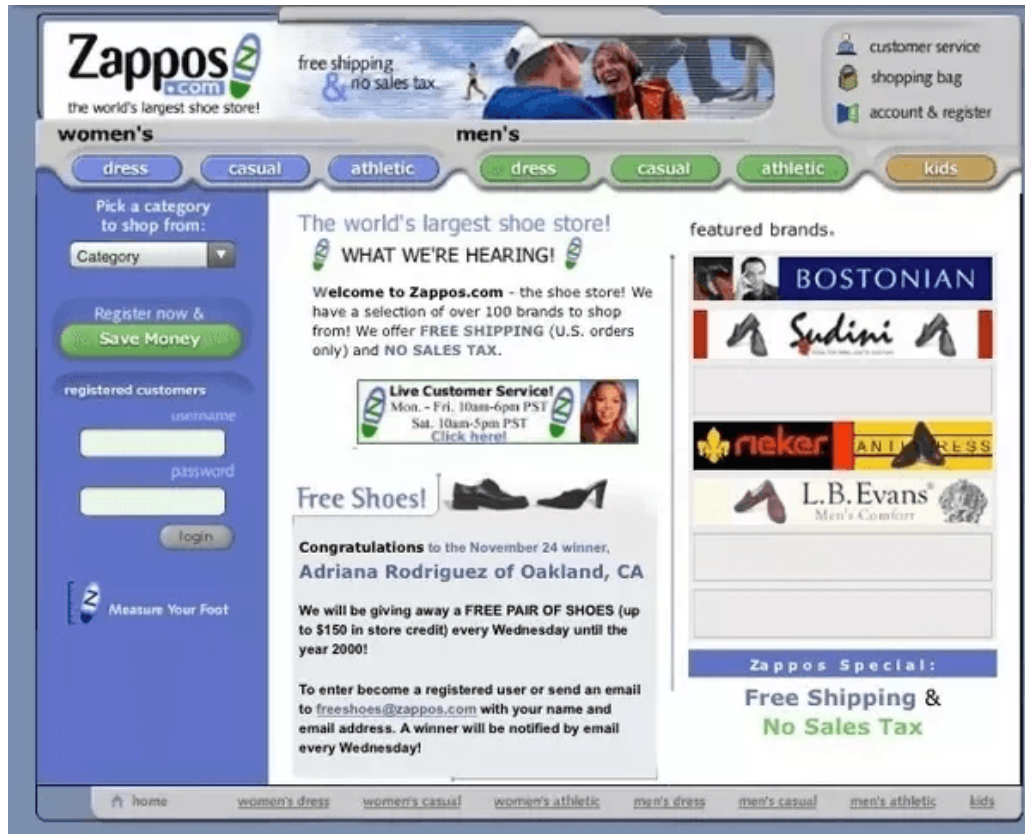 Zappos
.com
the world's largest shoe store!
free shipping
& no sales tax.
customer service
shopping bag
account & register
women's
men's
dress
casual
athletic
dress
casual
athletic
kids
Pick a category
to shop from:
Category
Register now &
Save Money
registered customers
username
password
login
Measure Your Foot
The world's largest shoe store!
WHAT WE'RE HEARING!
Welcome to Zappos.com - the shoe store! We
have a selection of over 100 brands to shop
from! We offer FREE SHIPPING (U.S. orders
only) and NO SALES TAX.
Live Customer Service!
Mon. - Fri. 10am-6pm PST
Sat. 10am-5pm PST
Click here!
Free Shoes!
Congratulations to the November 24 winner,
Adriana Rodriguez of Oakland, CA
We will be giving away a FREE PAIR OF SHOES (up
to $150 in store credit) every Wednesday until the
year 2000!
To enter become a registered user or send an email
to freeshoes@zappos.com with your name and
email address. A winner will be notified by email
every Wednesday!
featured brands.
BOSTONIAN
Sudini
rieker ANTISTRESS
L.B.Evans®
Men's Comfort
Zappos Special:
Free Shipping &
No Sales Tax
home women's dress women's casual women's athletic men's dress men's casual men's athletic kids